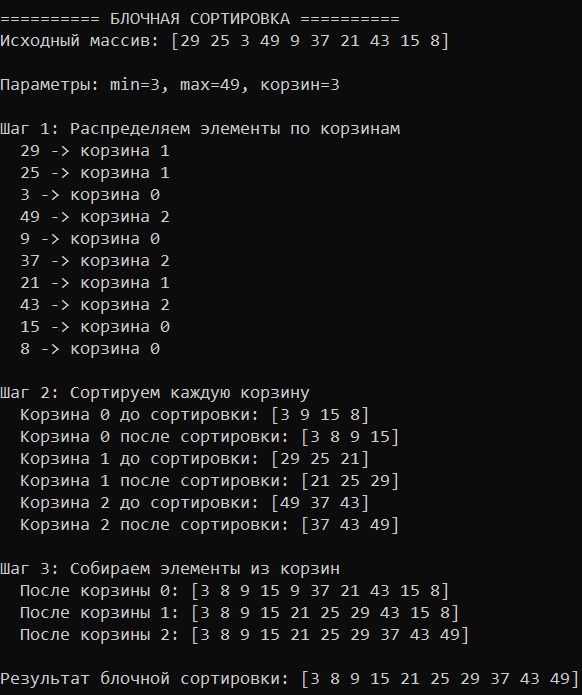 ========== БЛОЧНАЯ СОРТИРОВКА ==========
Исходный массив: [29 25 3 49 9 37 21 43 15 8]
Параметры: min=3, max=49, корзин=3
Шаг 1: Распределяем элементы по корзинам
29 -> корзина 1
25 -> корзина 1
3 -> корзина 0
49 -> корзина 2
9 -> корзина 0
37 -> корзина 2
21 -> корзина 1
43 -> корзина 2
15 -> корзина 0
8 -> корзина 0
Шаг 2: Сортируем каждую корзину
Корзина 0 до сортировки: [3 9 15 8]
Корзина 0 после сортировки: [3 8 9 15]
Корзина 1 до сортировки: [29 25 21]
Корзина 1 после сортировки: [21 25 29]
Корзина 2 до сортировки: [49 37 43]
Корзина 2 после сортировки: [37 43 49]
Шаг 3: Собираем элементы из корзин
После корзины 0: [3 8 9 15 9 37 21 43 15 8]
После корзины 1: [3 8 9 15 21 25 29 43 15 8]
После корзины 2: [3 8 9 15 21 25 29 37 43 49]
Результат блочной сортировки: [3 8 9 15 21 25 29 37 43 49]